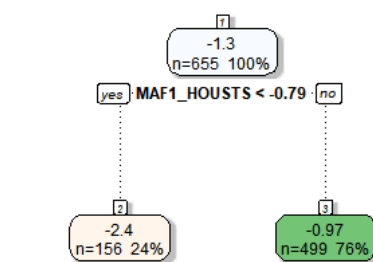 1
-1.3
n=655 100%
yes MAF1_HOUSTS < -0.79 no
2
-2.4
n=156 24%
3
-0.97
n=499 76%